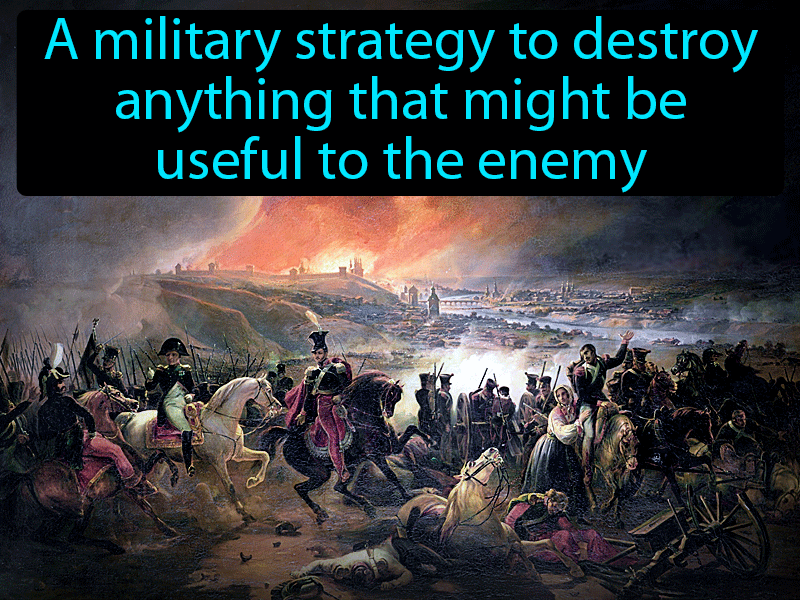 A military strategy to destroy
anything that might be
useful to the enemy